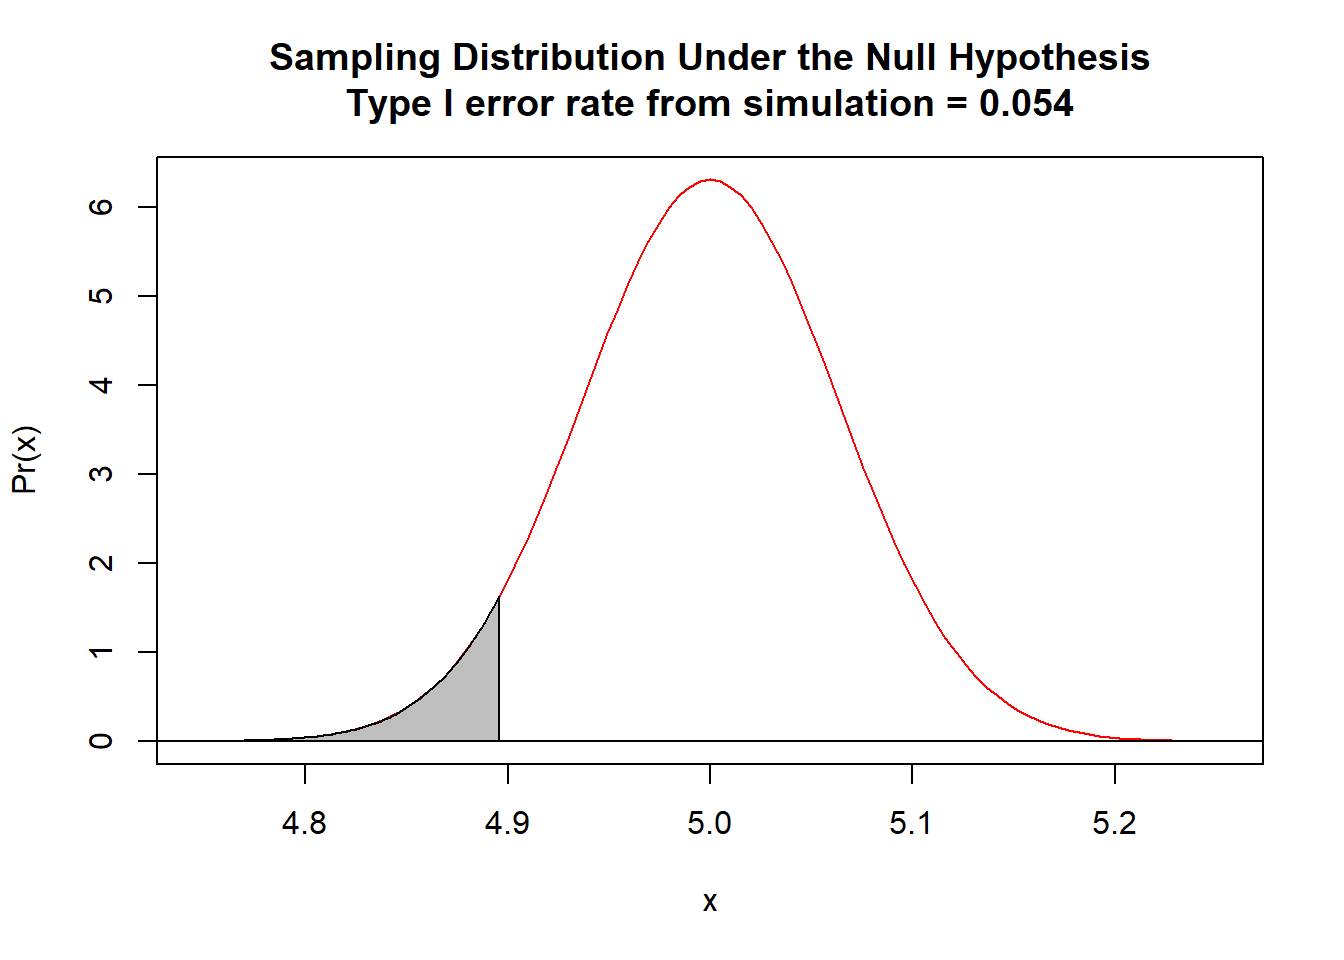 Sampling Distribution Under the Null Hypothesis
Type I error rate from simulation = 0.054
Pr(x)
6
5
4
3
2
1
0
4.8 4.9 5.0 5.1 5.2
x